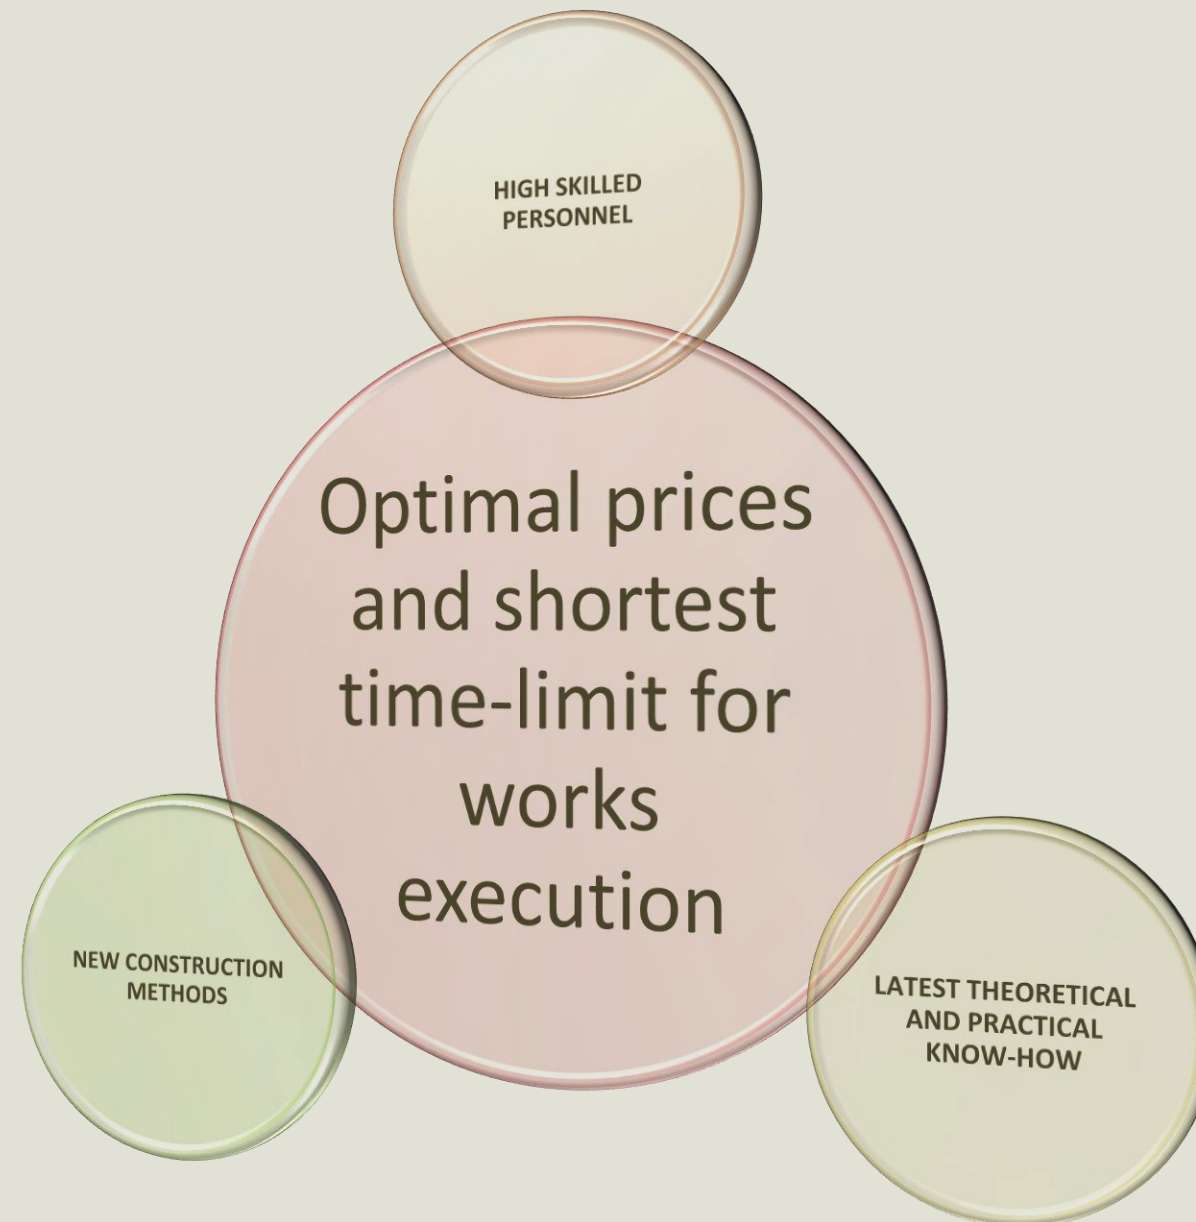 HIGH SKILLED
PERSONNEL
Optimal prices
and shortest
time-limit for
works
execution
NEW CONSTRUCTION
METHODS
LATEST THEORETICAL
AND PRACTICAL
KNOW-HOW